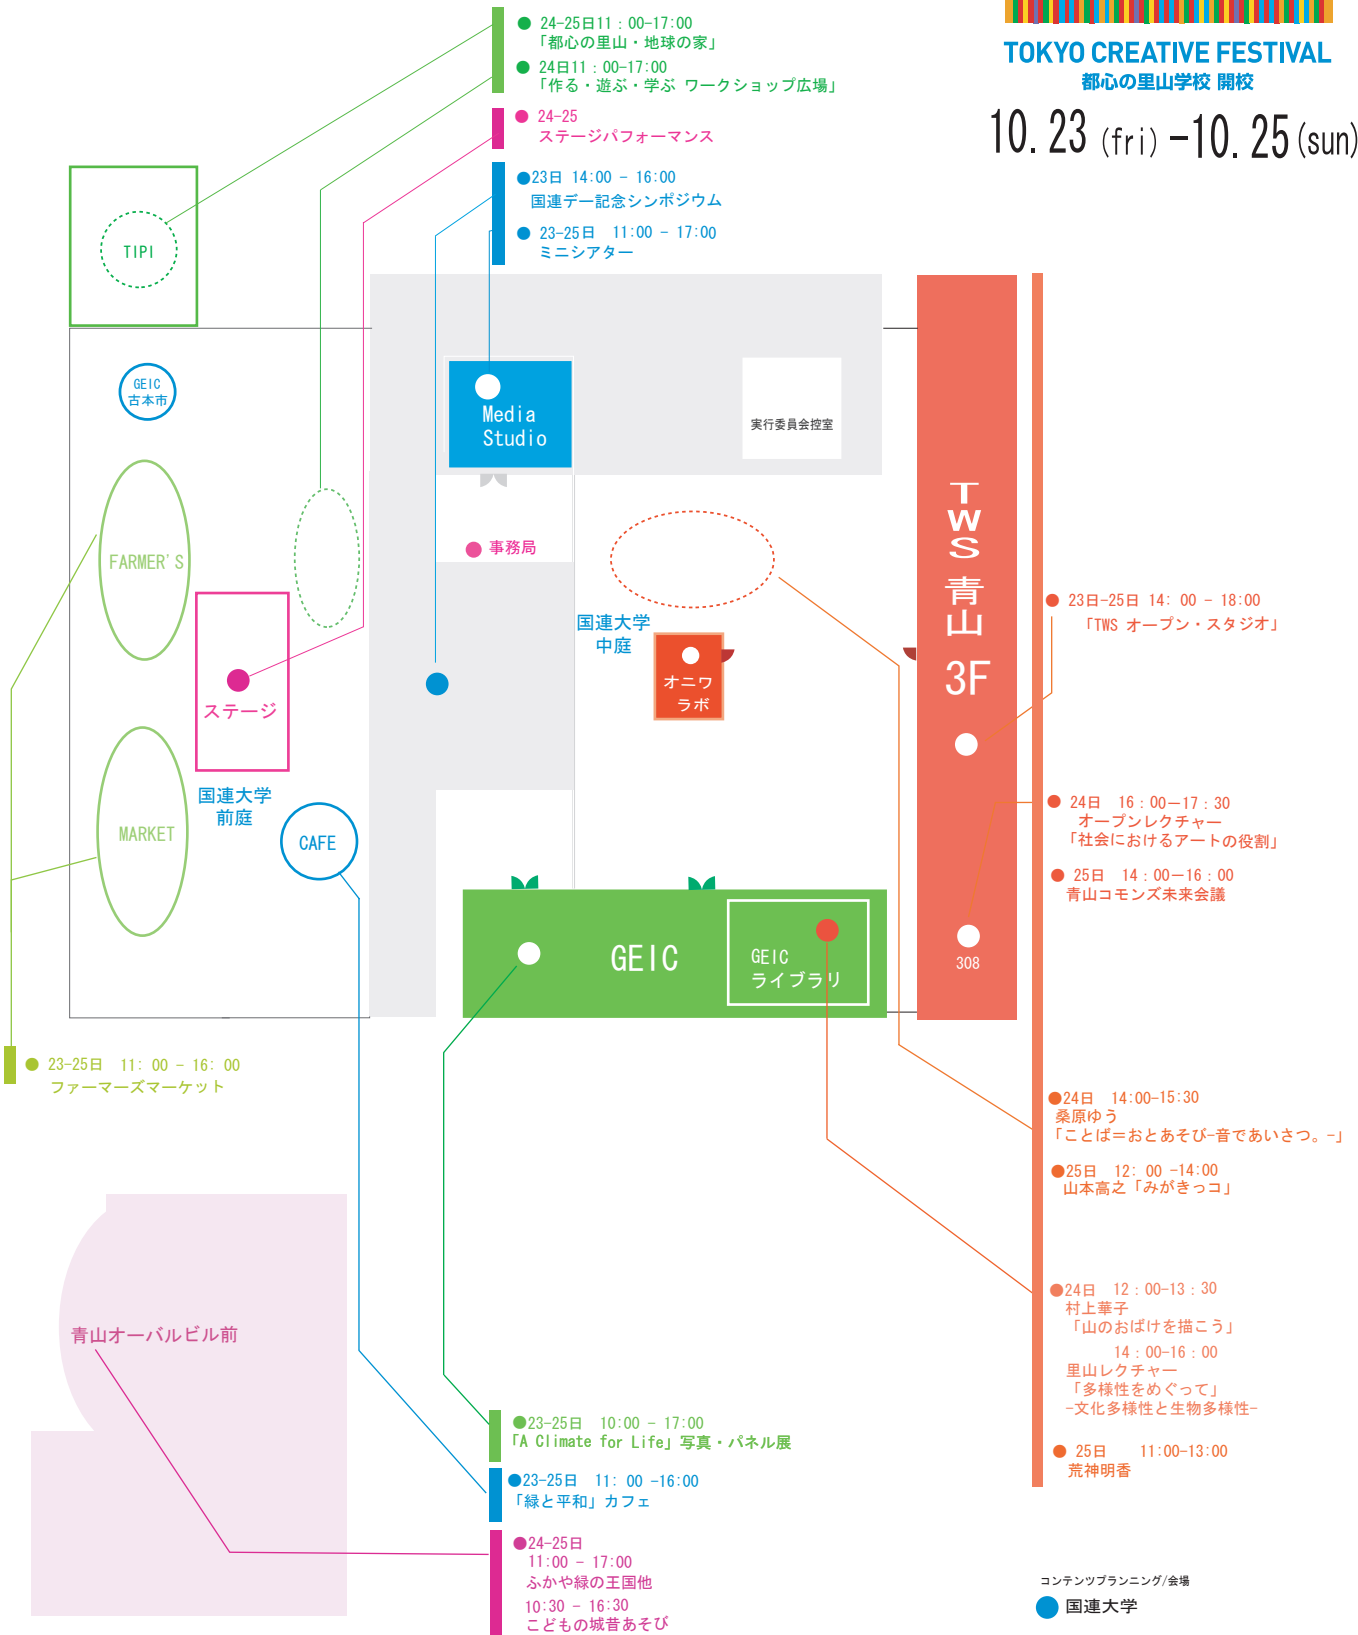 24-25日11：00-17:00
「都心の里山・地球の家」
24日11：00-17:00
「作る・遊ぶ・学ぶ ワークショップ広場」
24-25
ステージパフォーマンス
23日 14:00 - 16:00
国連デー記念シンポジウム
23-25日 11:00 - 17:00
ミニシアター
TOKYO CREATIVE FESTIVAL
都心の里山学校 開校
10. 23 (fri) -10. 25(sun)
TIPI
GEIC
古本市
FARMER'S
ステージ
国連大学
前庭
MARKET
CAFE
Media
Studio
実行委員会控室
事務局
国連大学
中庭
オニワ
ラボ
TWS 青山 3F
308
GEIC
GEIC
ライブラリ
23日-25日 14: 00 - 18:00
「TWS オープン・スタジオ」
24日 16：00-17：30
オープンレクチャー
「社会におけるアートの役割」
25日 14：00-16：00
青山コモンズ未来会議
24日 14:00-15:30
桑原ゆう
「ことば＝おとあそび-音であいさつ。-」
25日 12: 00 -14:00
山本高之「みがきっコ」
24日 12：00-13：30
村上華子
「山のおばけを描こう」
14：00-16：00
里山レクチャー
「多様性をめぐって」
-文化多様性と生物多様性-
25日 11:00-13:00
荒神明香
23-25日 11: 00 - 16: 00
ファーマーズマーケット
青山オーバルビル前
23-25日 10:00 - 17:00
「A Climate for Life」写真・パネル展
23-25日 11: 00 -16:00
「緑と平和」カフェ
24-25日
11:00 - 17:00
ふかや緑の王国他
10:30 - 16:30
こどもの城昔あそび
コンテンツプランニング/会場
国連大学